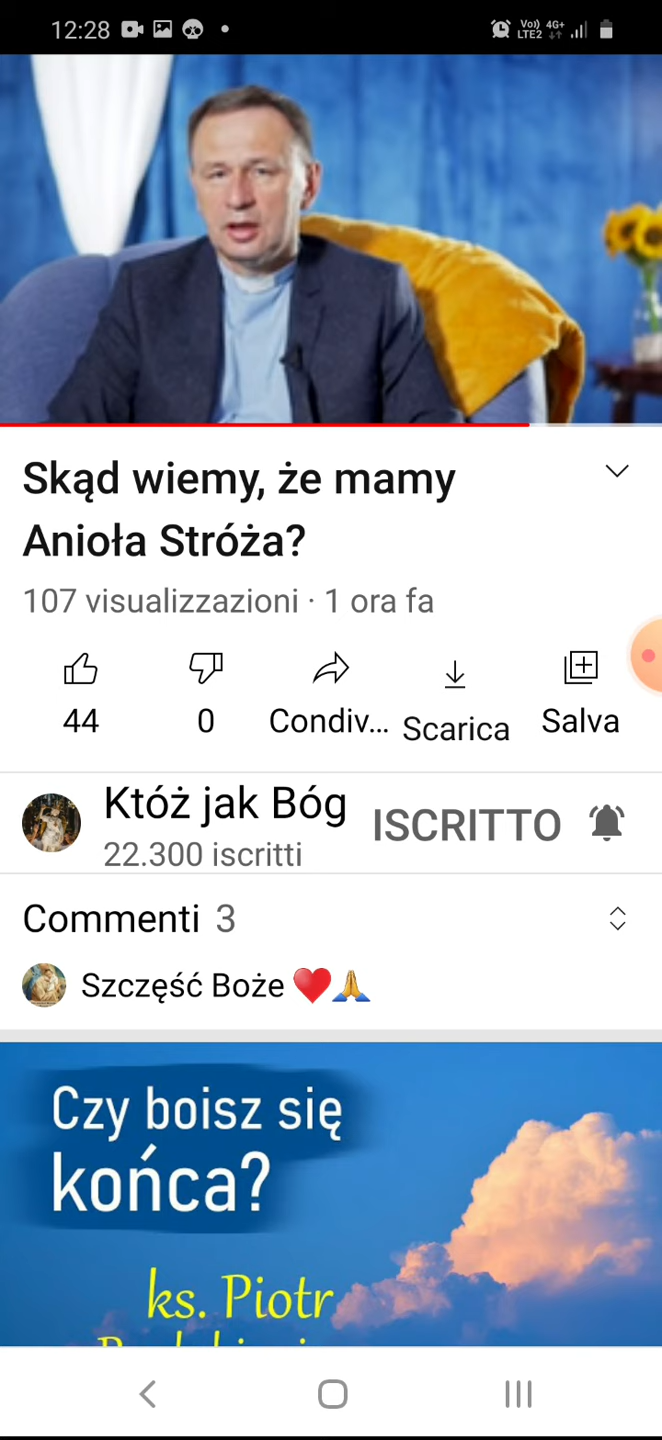 12:28
Vo)) LTE2 4G+
Skąd wiemy, że mamy
Anioła Stróża?
107 visualizzazioni · 1 ora fa
44 0 Condiv... Scarica Salva
Któż jak Bóg
22.300 iscritti
ISCRITTO
Commenti 3
Szczęść Boże ❤️🙏
Czy boisz się
końca?
ks. Piotr